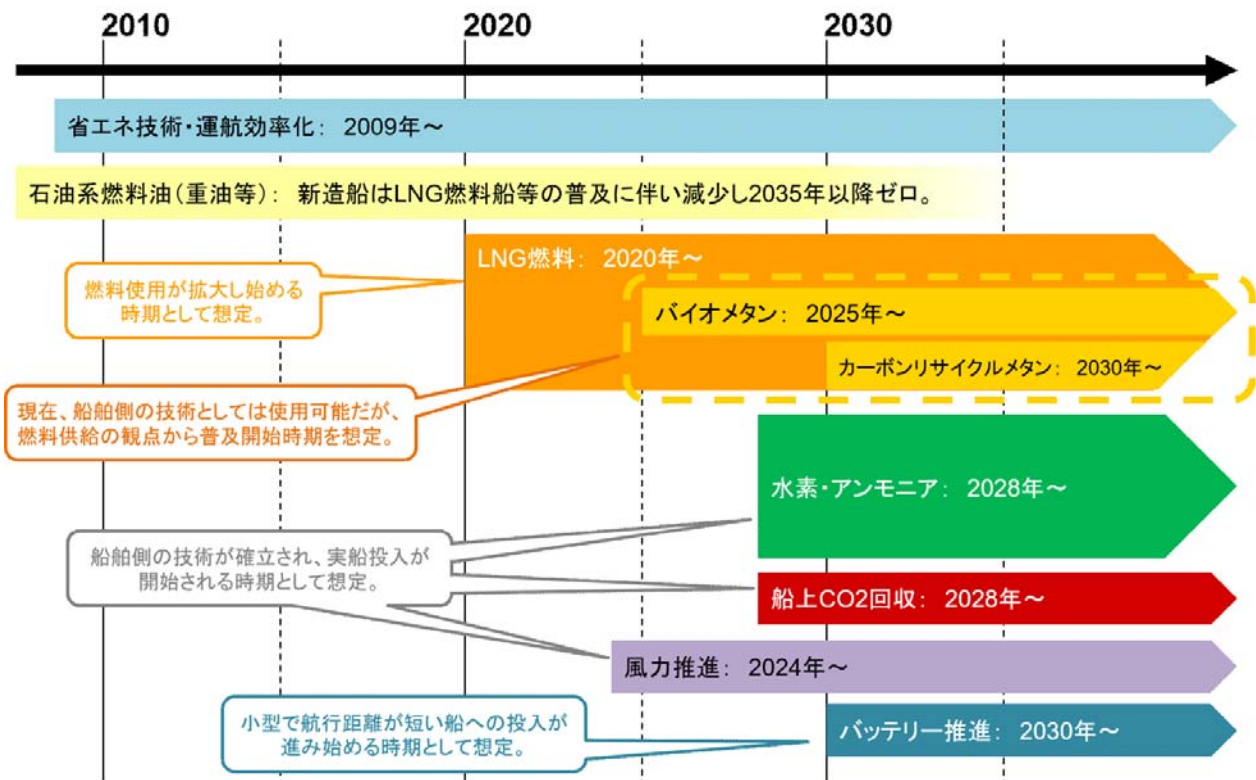 2010
2020
2030
省エネ技術・運航効率化： 2009年～
石油系燃料油（重油等）： 新造船はLNG燃料船等の普及に伴い減少し2035年以降ゼロ。
LNG燃料： 2020年～
燃料使用が拡大し始める
時期として想定。
バイオメタン： 2025年～
カーボンリサイクルメタン： 2030年～
現在、船舶側の技術としては使用可能だが、
燃料供給の観点から普及開始時期を想定。
水素・アンモニア： 2028年～
船舶側の技術が確立され、実船投入が
開始される時期として想定。
船上CO2回収： 2028年～
風力推進： 2024年～
小型で航行距離が短い船への投入が
進み始める時期として想定。
バッテリー推進： 2030年～